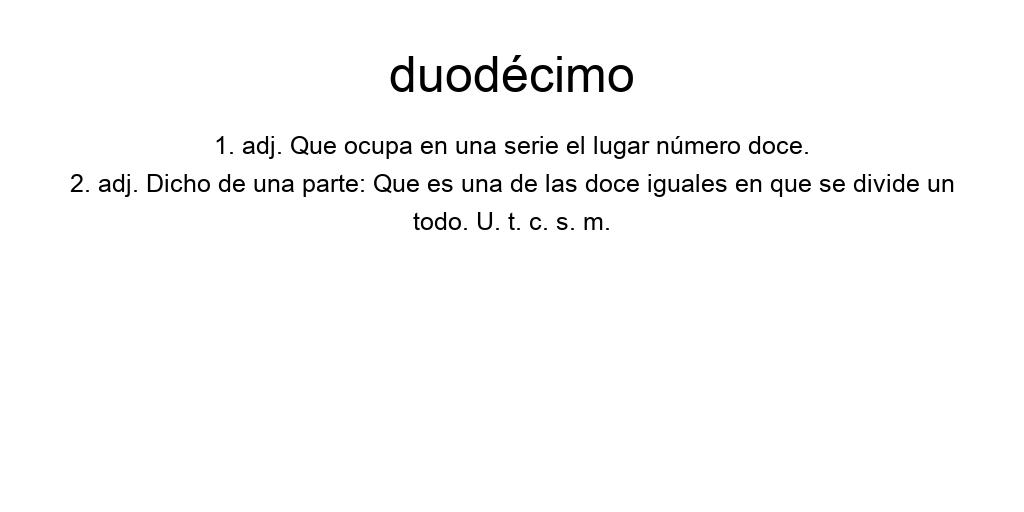 duodécimo
1. adj. Que ocupa en una serie el lugar número doce.
2. adj. Dicho de una parte: Que es una de las doce iguales en que se divide un
todo. U. t. c. s. m.